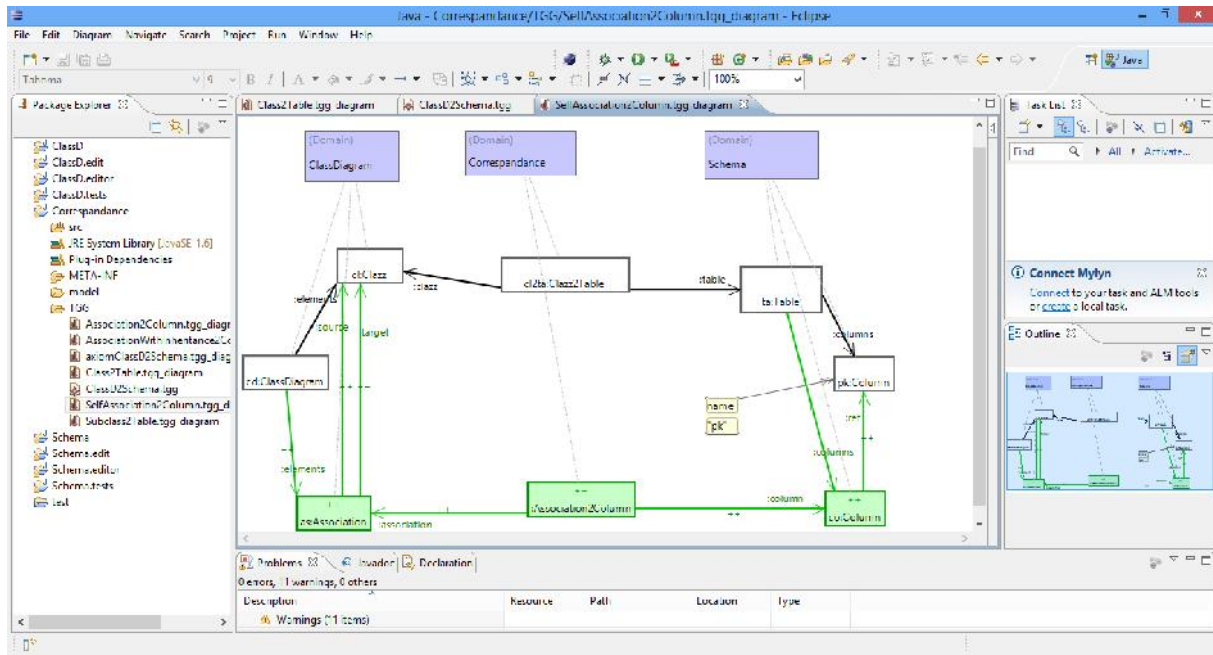 Java - Correspandance/TGG/SelfAssociation2Column.tgg_diagram - Eclipse
File Edit Diagram Navigate Search Project Run Window Help
Java
Tahoma 9 B I A 100%
Package Explorer
ClassD
ClassD.edit
ClassD.editor
ClassD.tests
Correspandance
src
JRE System Library [JavaSE-1.6]
Plug-in Dependencies
META-INF
model
TGG
Association2Column.tgg_diagr
AssociationWithInheritance2Co
axiomClassD2Schema.tgg_diag
Class2Table.tgg_diagram
ClassD2Schema.tgg
SelfAssociation2Column.tgg_d
Subclass2Table.tgg_diagram
Schema
Schema.edit
Schema.editor
Schema.tests
test
Class2Table.tgg_diagram
ClassD2Schema.tgg
SelfAssociation2Column.tgg_diagram
(Domain)
ClassDiagram
(Domain)
Correspandance
(Domain)
Schema
cl:Clazz
:clazz
cl2ta:Clazz2Table
:table
ta:Table
:elements
:source
:target
:columns
cd:ClassDiagram
pk:Column
name
"pk"
++
++
++
:ref
++
:elements
:columns
as:Association
:association
++
:Association2Column
:column
++
++
co:Column
Task List
Find All Activate...
Connect Mylyn
Connect to your task and ALM tools
or create a local task.
Outline
Problems Javadoc Declaration
0 errors, 11 warnings, 0 others
Description Resource Path Location Type
Warnings (11 items)